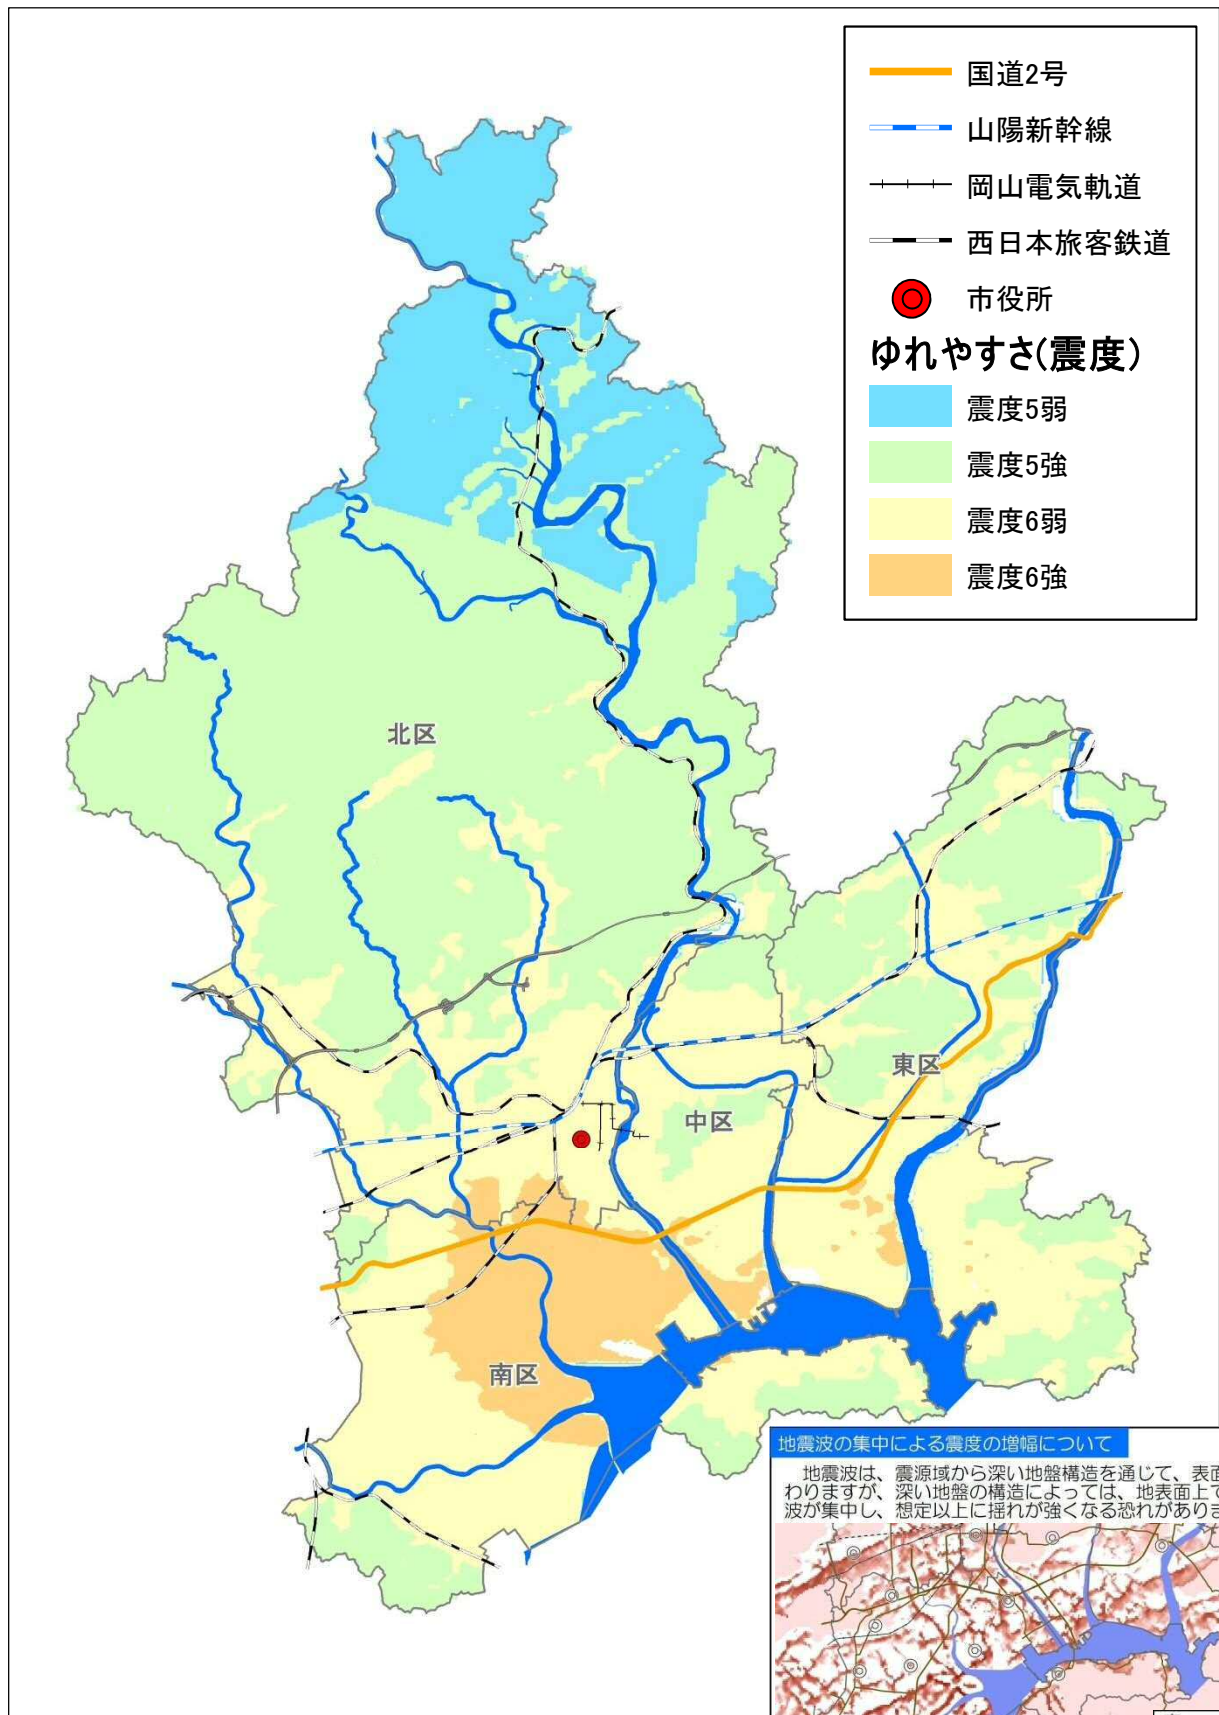 国道2号
山陽新幹線
岡山電気軌道
西日本旅客鉄道
市役所
ゆれやすさ(震度)
震度5弱
震度5強
震度6弱
震度6強
北区
東区
中区
南区
地震波の集中による震度の増幅について
地震波は、震源域から深い地盤構造を通じて、表面
わりますが、深い地盤の構造によっては、地表面上で
波が集中し、想定以上に揺れが強くなる恐れがありま